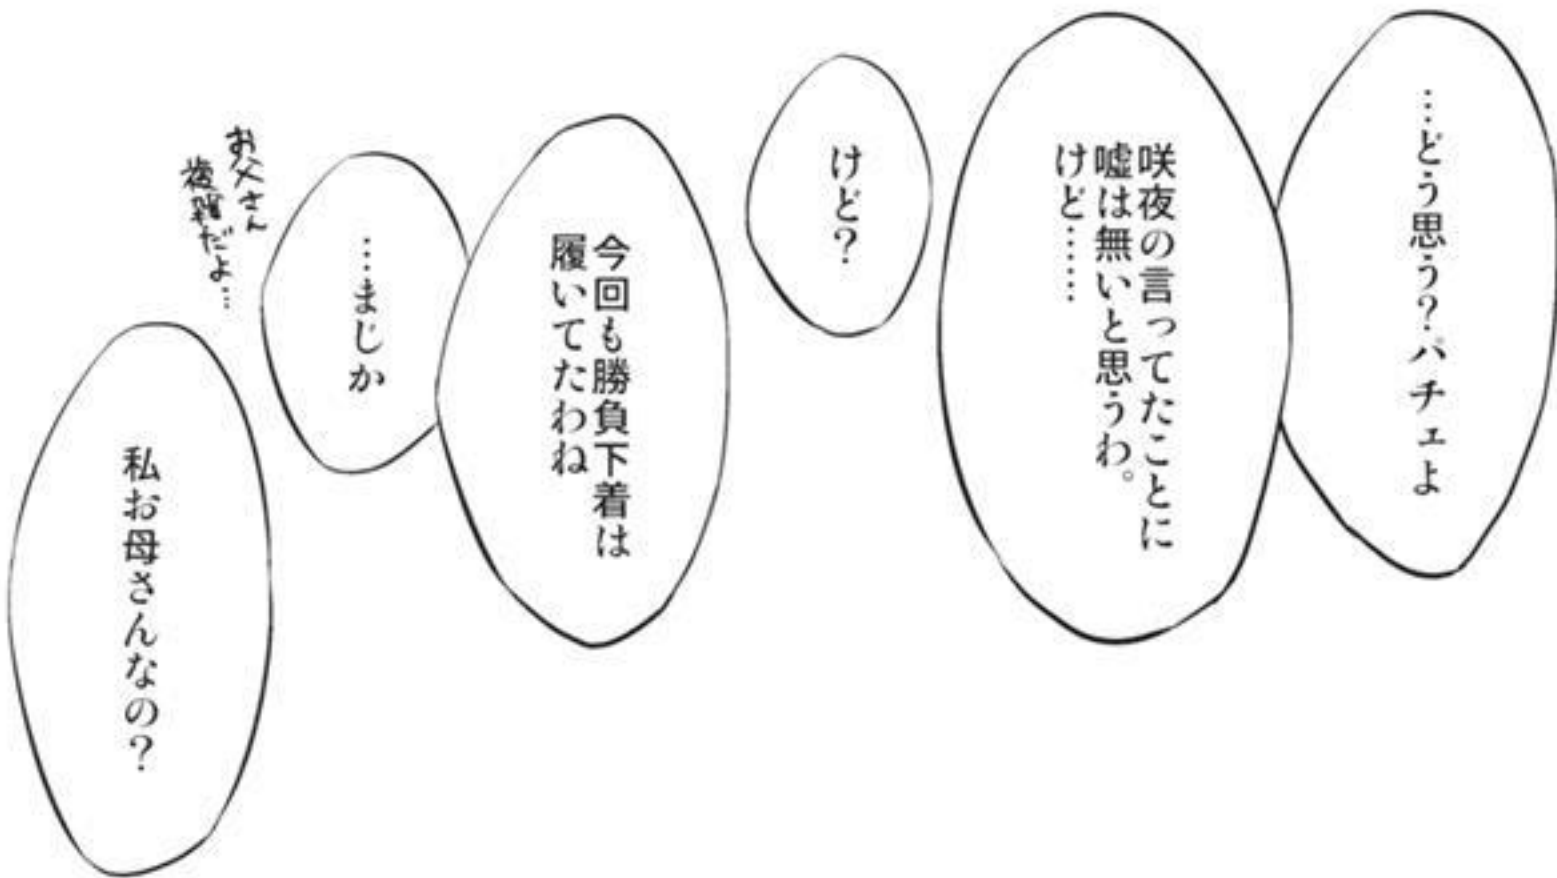 …どう思う?パチェよ
咲夜の言ってたことに
嘘は無いと思うわ。
けど……
けど?
今回も勝負下着は
履いてたわね
…まじか
お父さん
複雑だよ…
私お母さんなの?